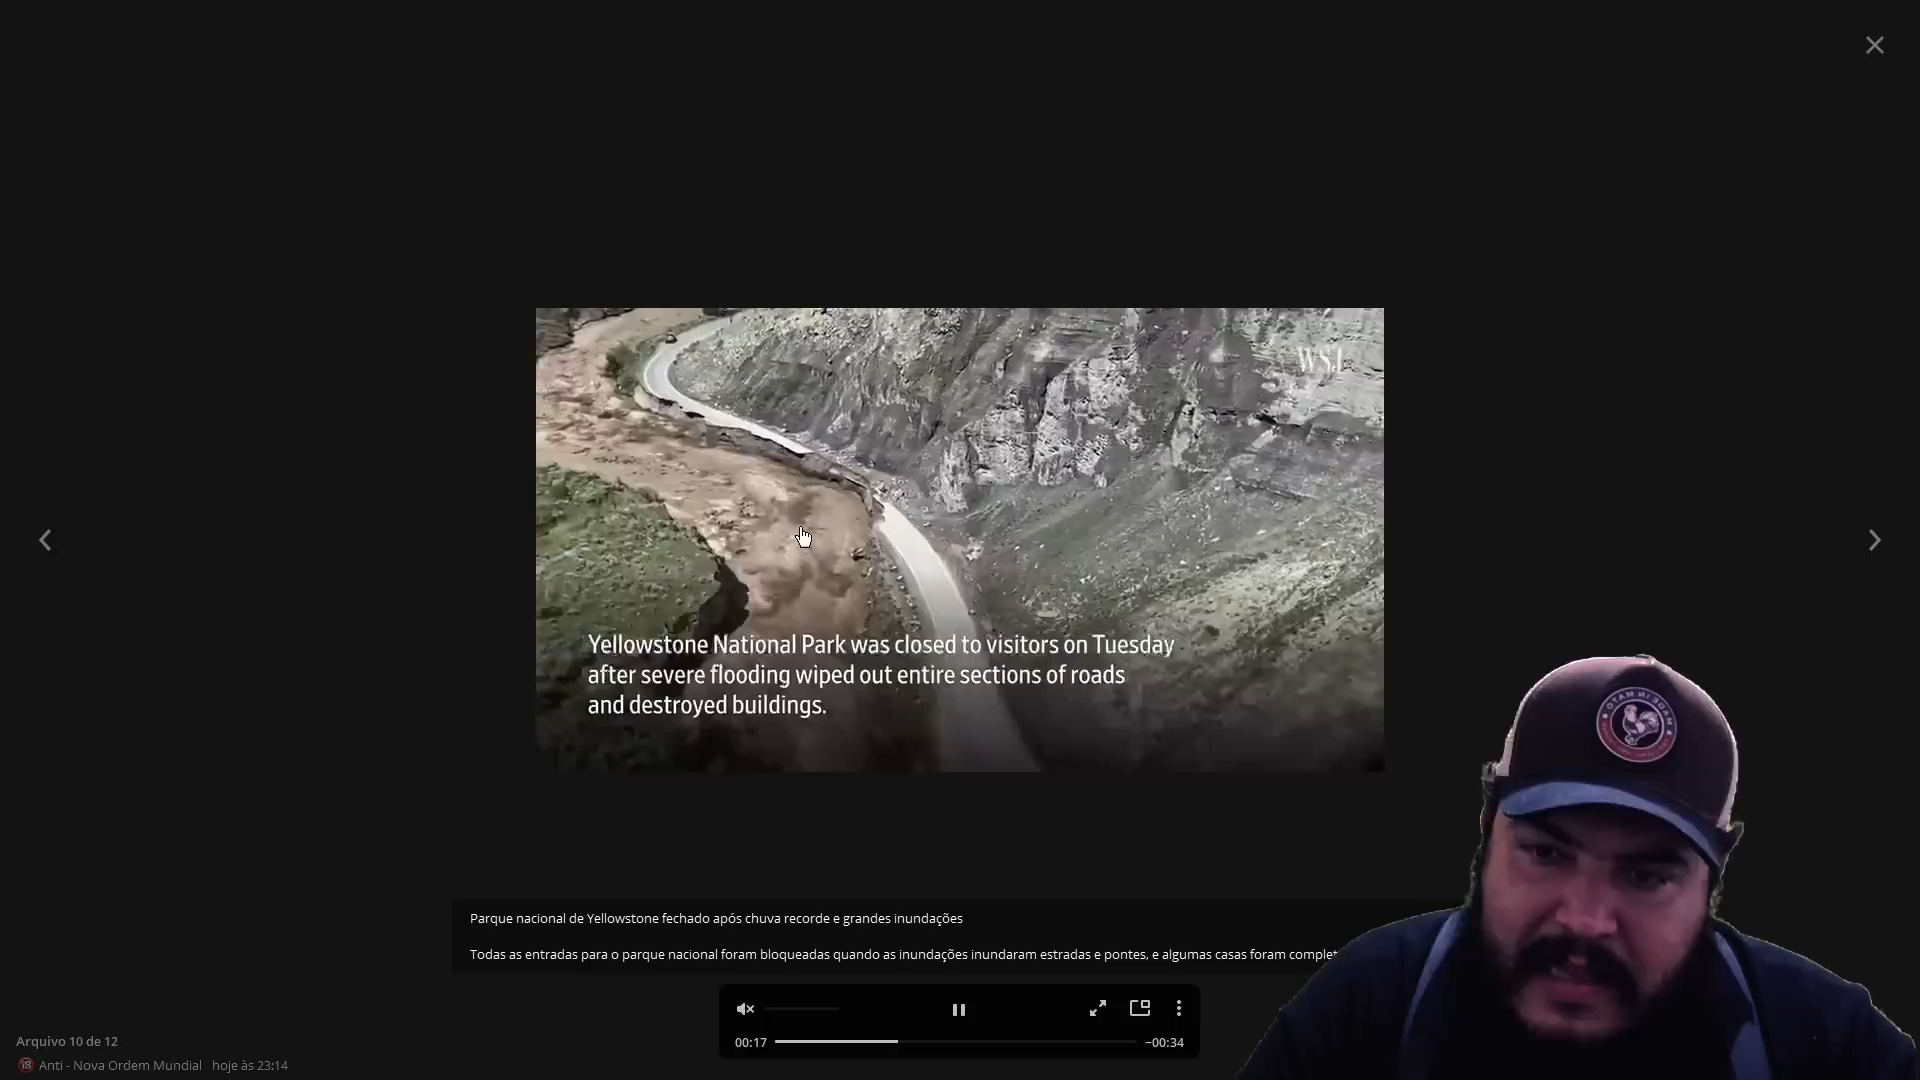 WSJ
Yellowstone National Park was closed to visitors on Tuesday
after severe flooding wiped out entire sections of roads
and destroyed buildings.
Parque nacional de Yellowstone fechado após chuva recorde e grandes inundações
Todas as entradas para o parque nacional foram bloqueadas quando as inundações inundaram estradas e pontes, e algumas casas foram complet
00:17
−00:34
Arquivo 10 de 12
Anti - Nova Ordem Mundial hoje às 23:14